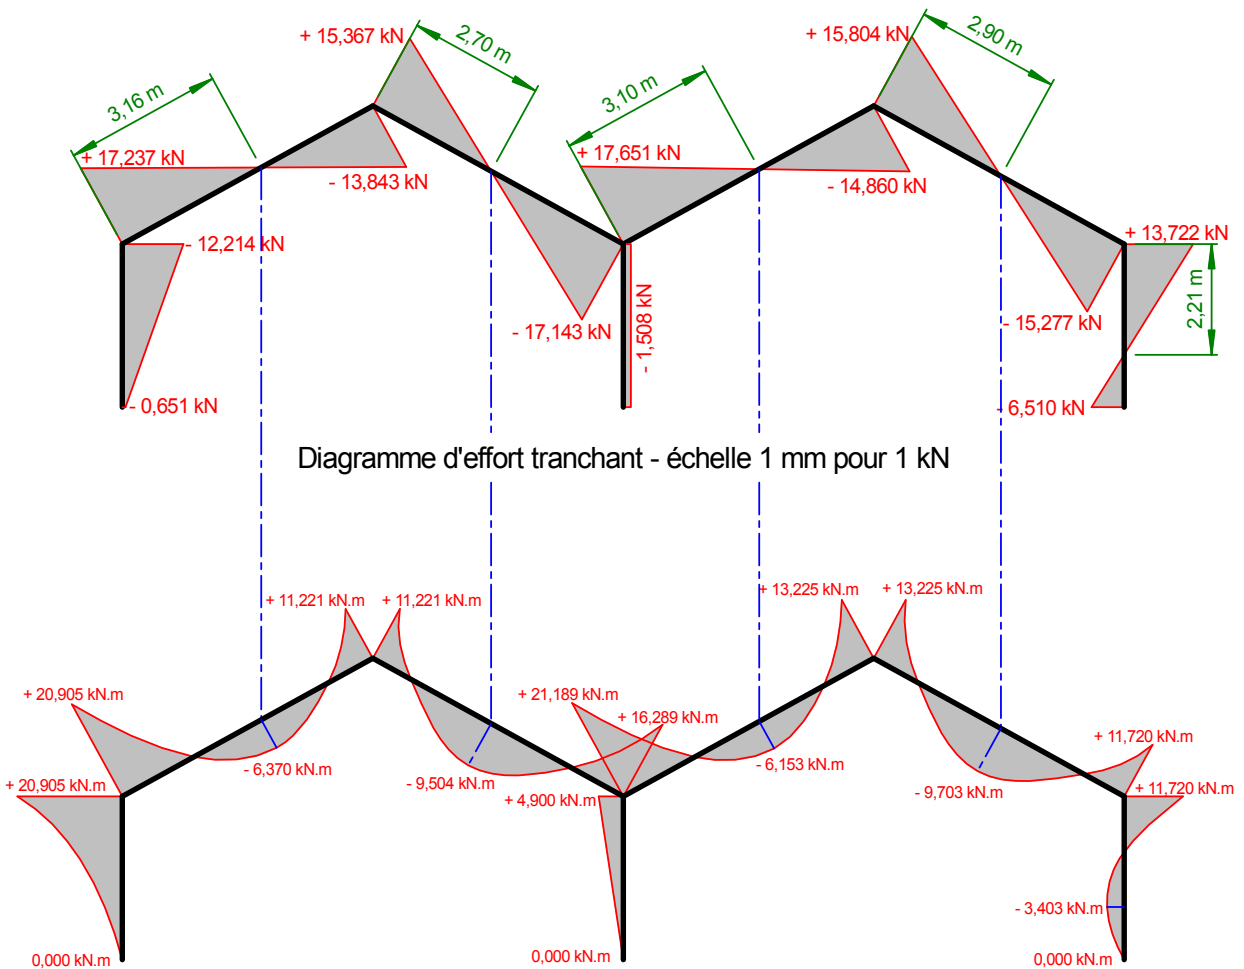 + 15,367 kN
2,70 m
+ 15,804 kN
2,90 m
3,16 m
3,10 m
+ 17,237 kN
- 13,843 kN
+ 17,651 kN
- 14,860 kN
- 12,214 kN
+ 13,722 kN
2,21 m
- 17,143 kN
- 1,508 kN
- 15,277 kN
- 0,651 kN
- 6,510 kN
Diagramme d'effort tranchant - échelle 1 mm pour 1 kN
+ 11,221 kN.m
+ 11,221 kN.m
+ 13,225 kN.m
+ 13,225 kN.m
+ 20,905 kN.m
+ 21,189 kN.m
+ 16,289 kN.m
+ 11,720 kN.m
- 6,370 kN.m
- 6,153 kN.m
+ 20,905 kN.m
- 9,504 kN.m
+ 4,900 kN.m
- 9,703 kN.m
+ 11,720 kN.m
- 3,403 kN.m
0,000 kN.m
0,000 kN.m
0,000 kN.m